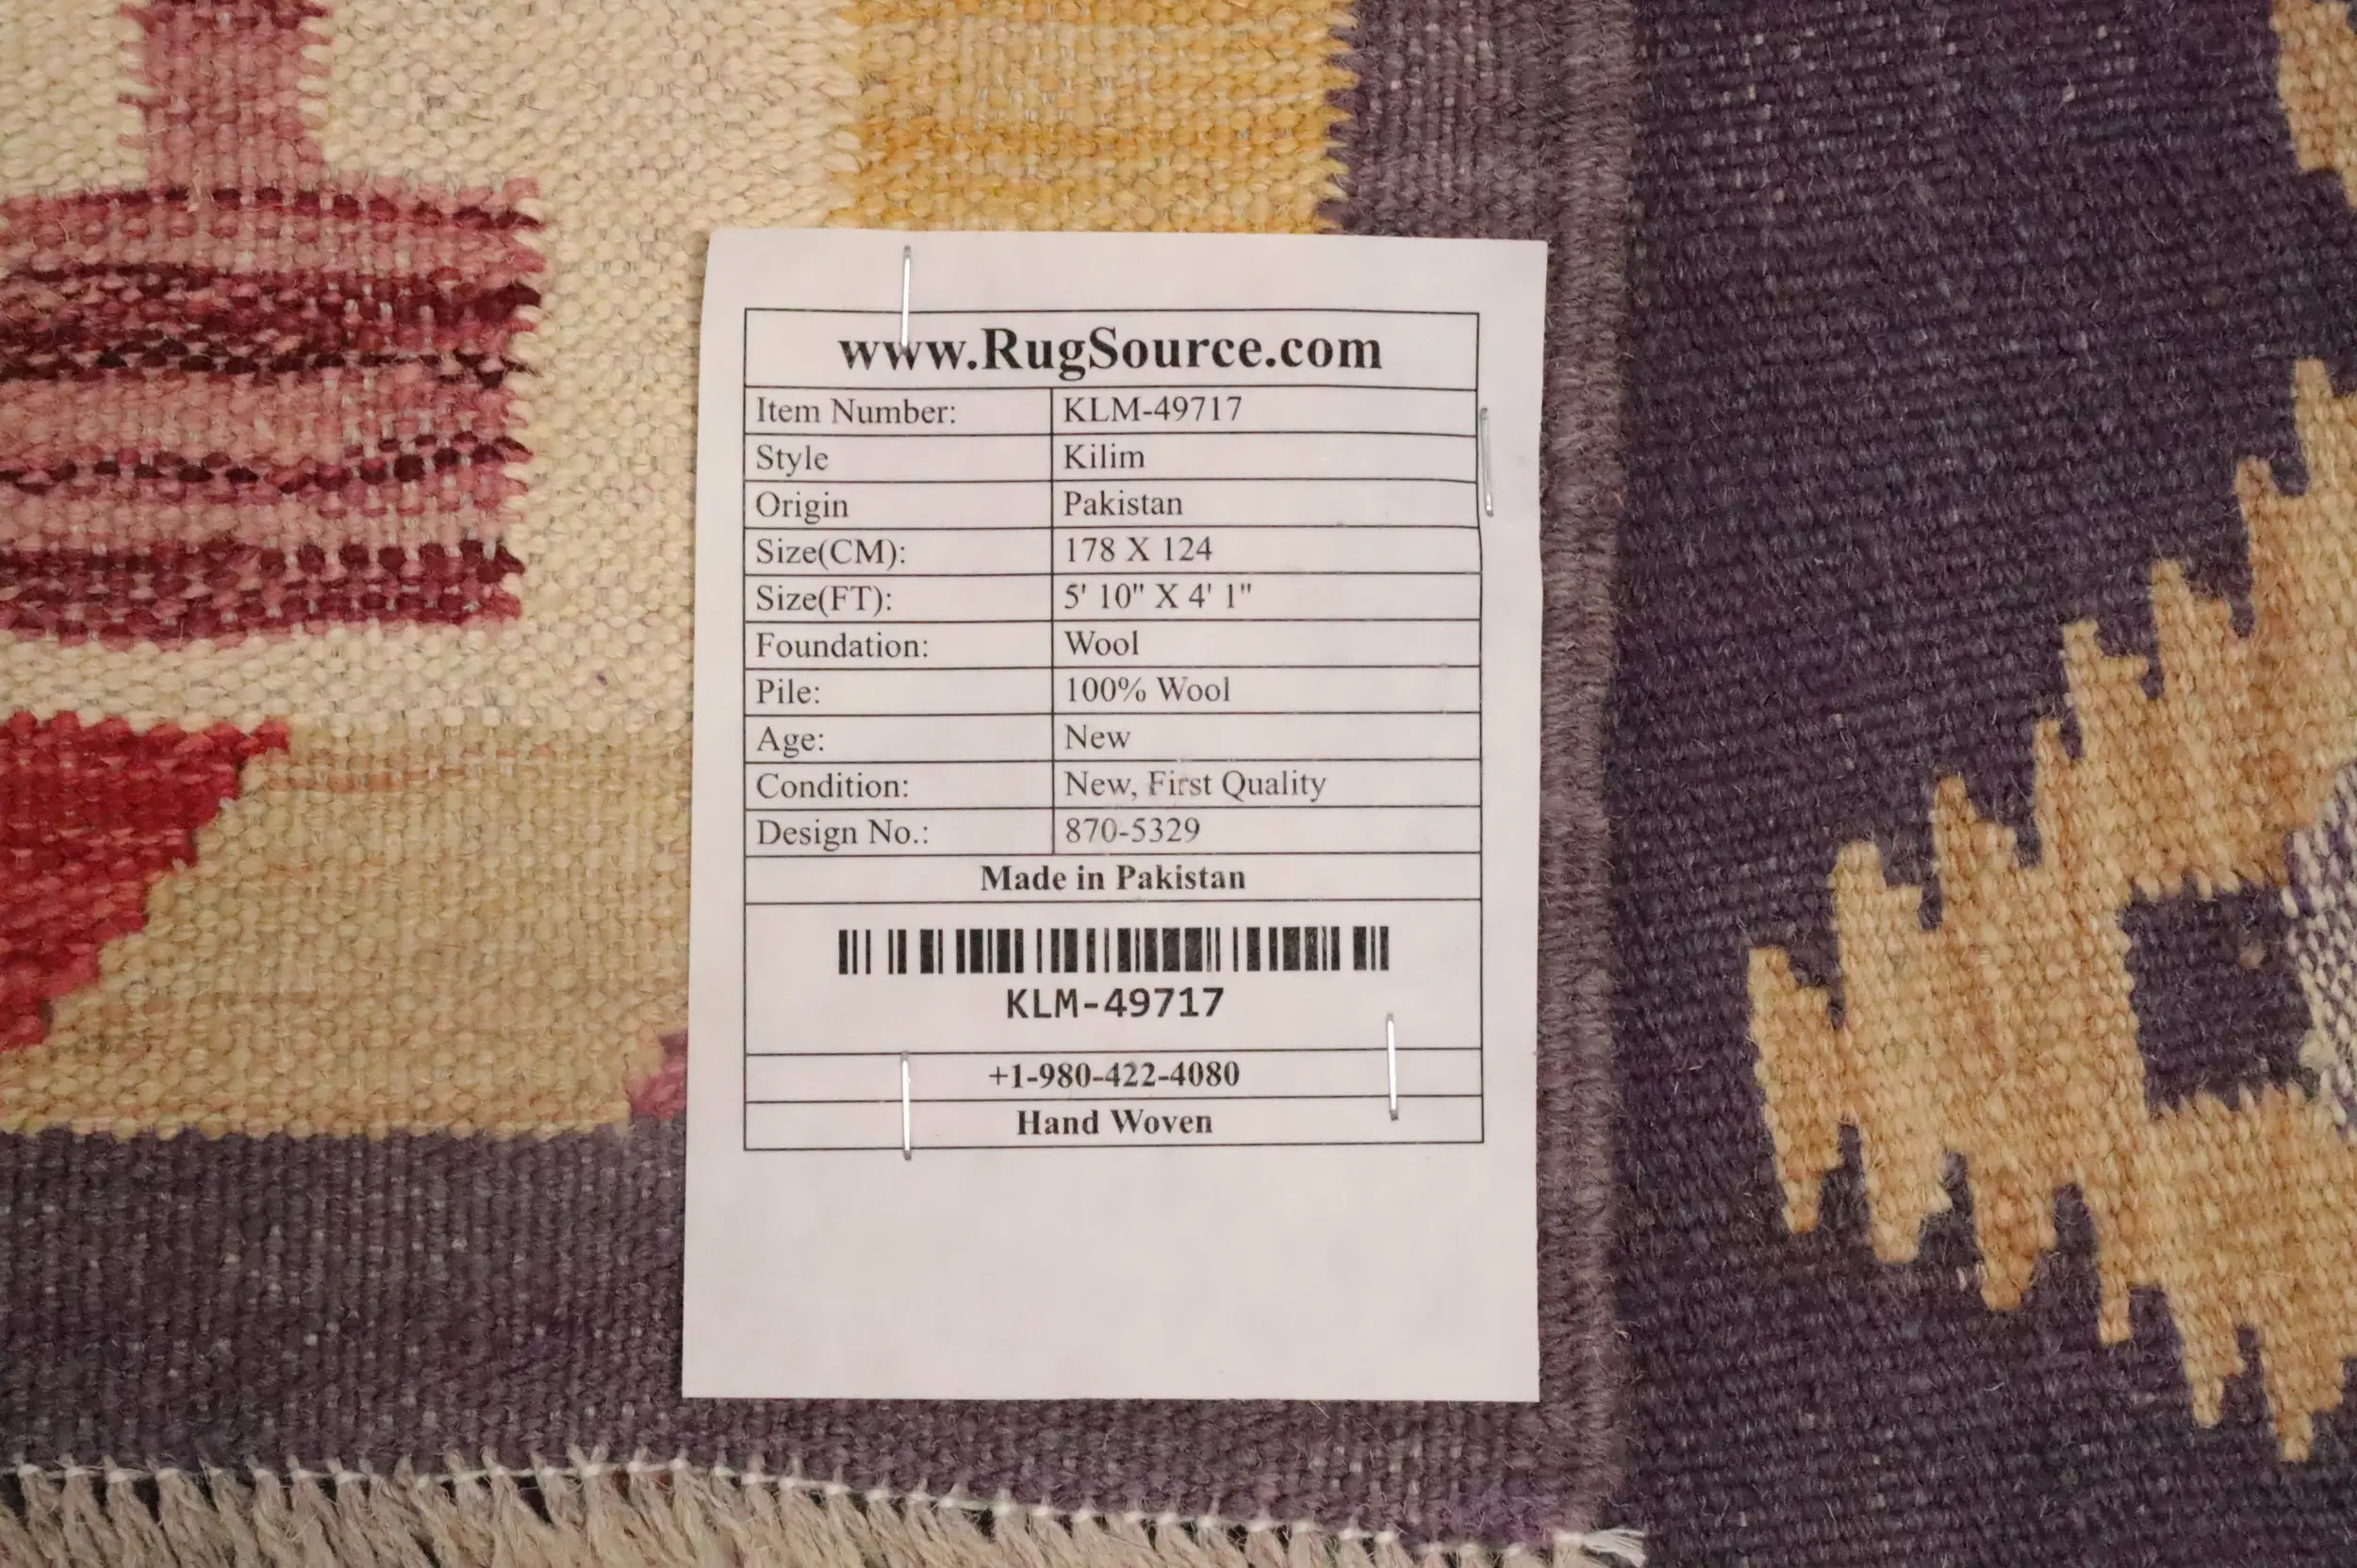 www.RugSource.com
Item Number: KLM-49717
Style Kilim
Origin Pakistan
Size(CM): 178 X 124
Size(FT): 5' 10" X 4' 1"
Foundation: Wool
Pile: 100% Wool
Age: New
Condition: New, First Quality
Design No.: 870-5329
Made in Pakistan
KLM-49717
+1-980-422-4080
Hand Woven